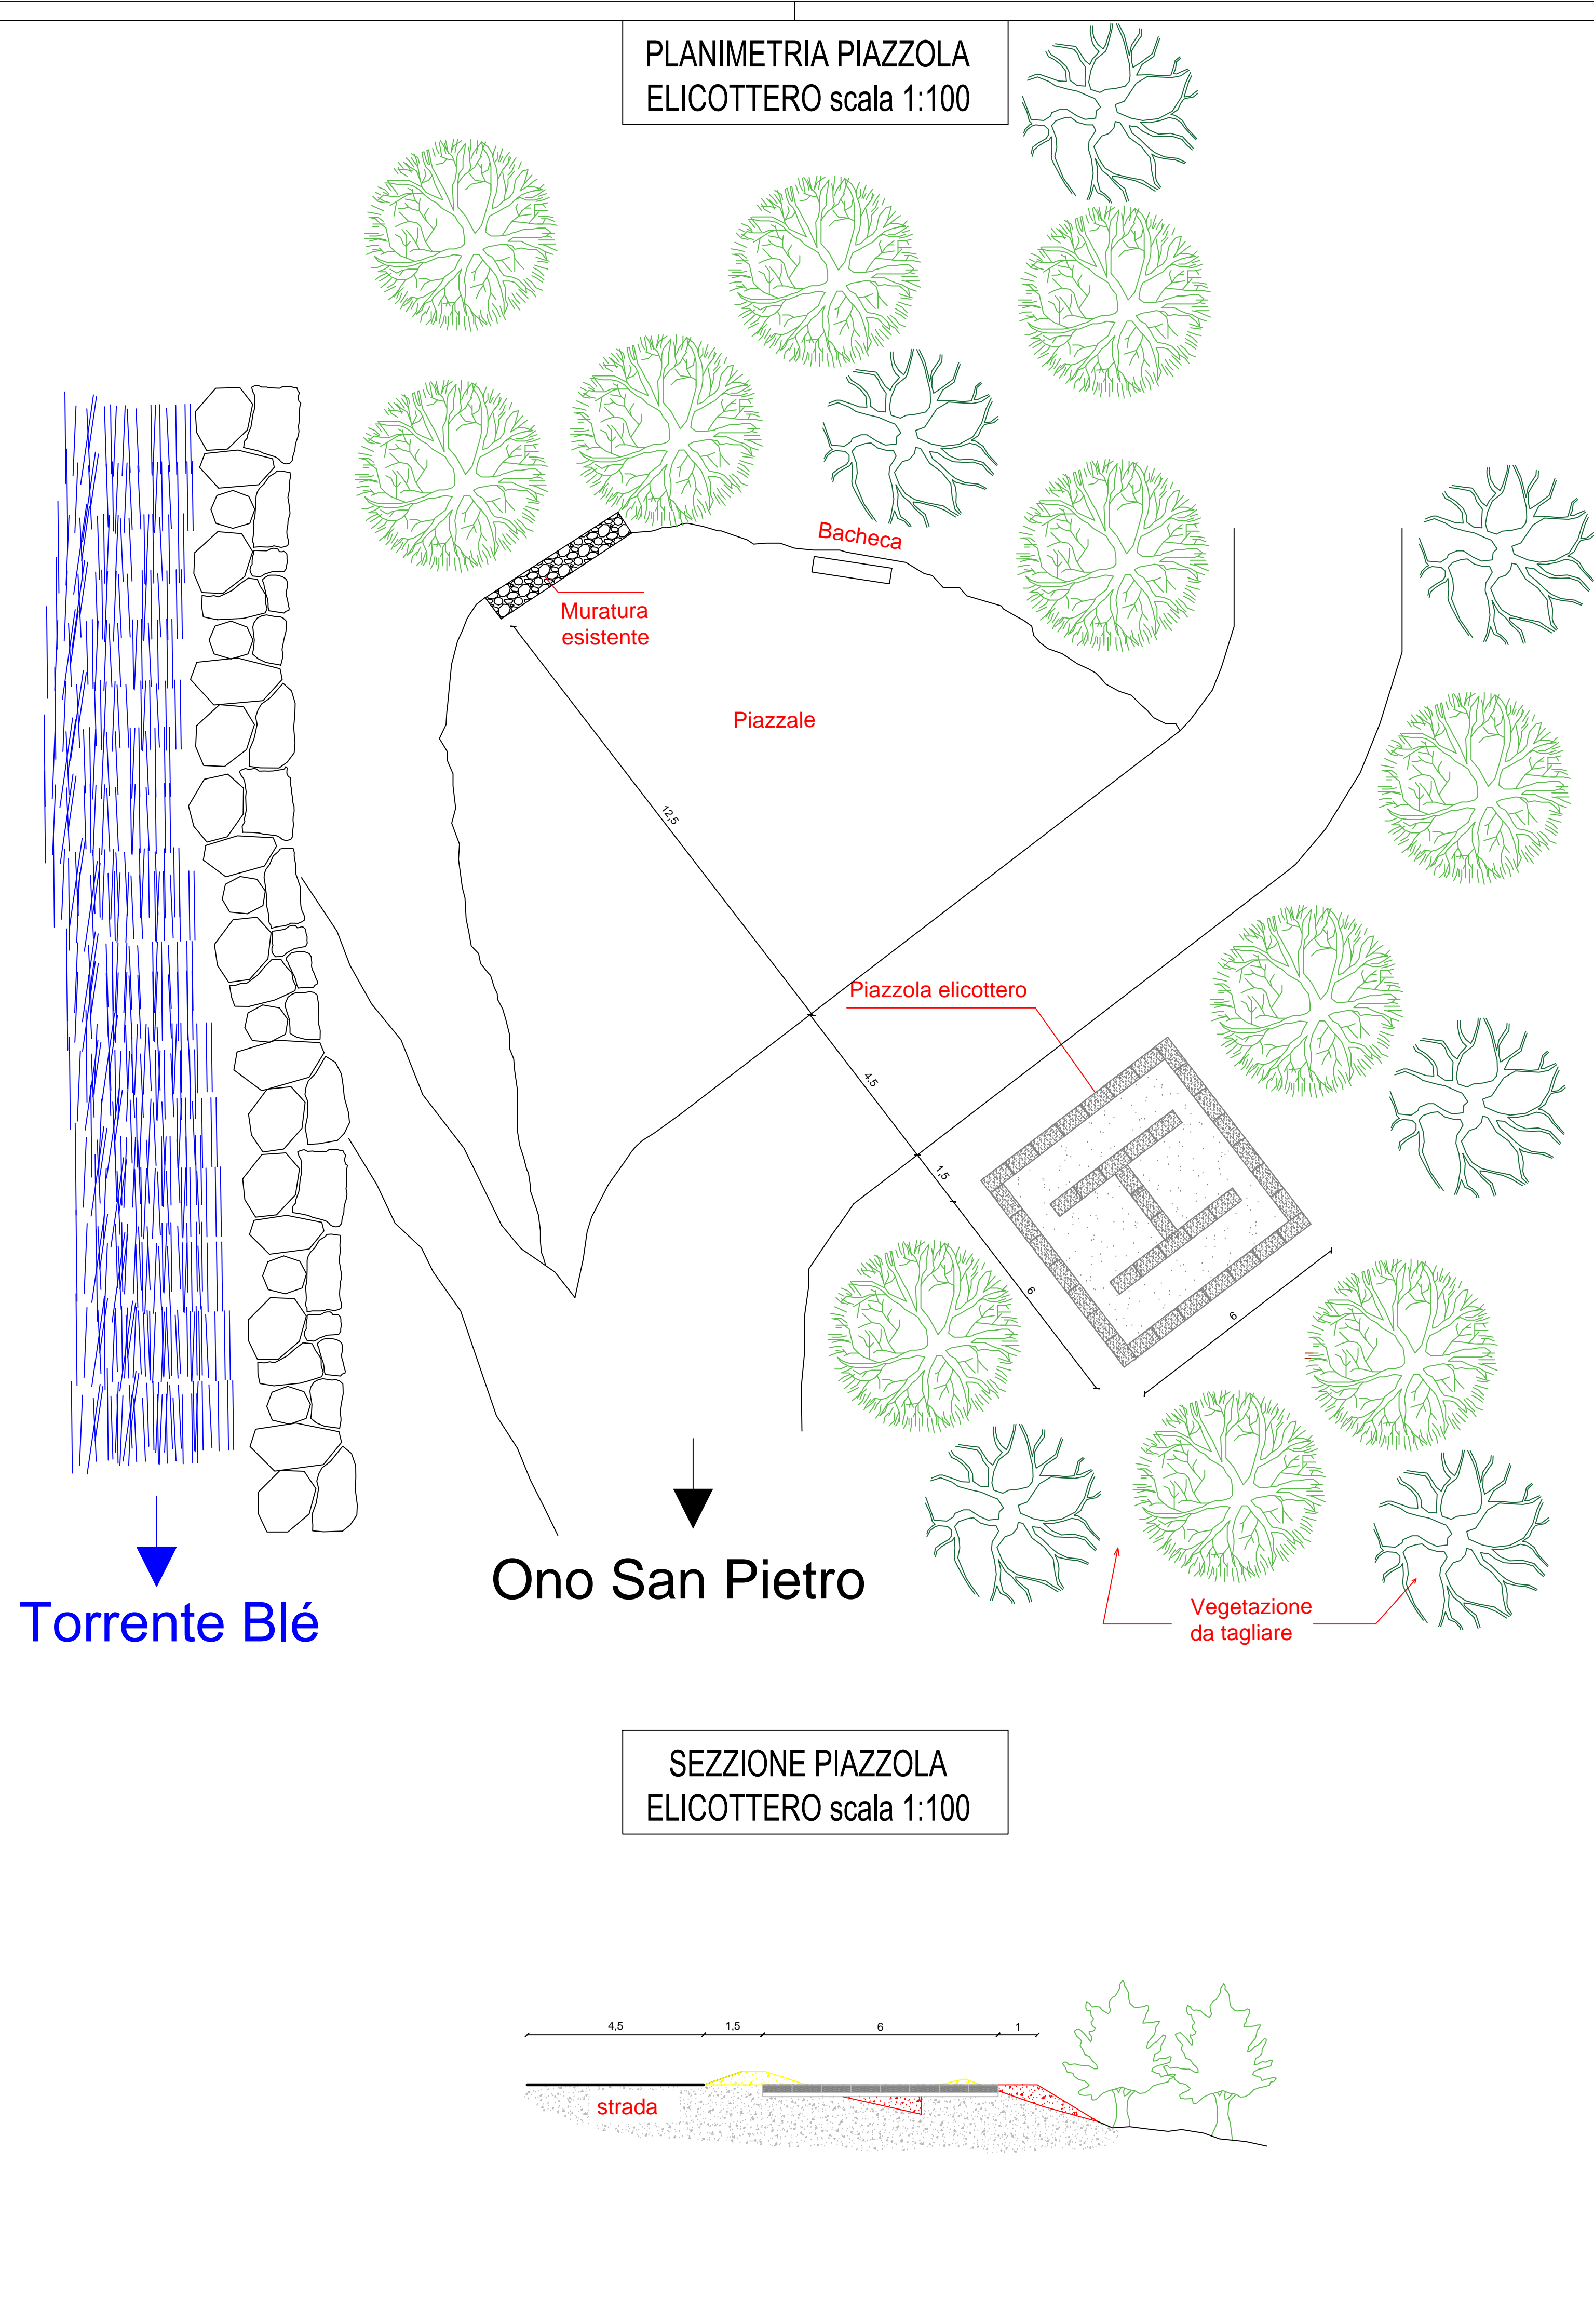 PLANIMETRIA PIAZZOLA
ELICOTTERO scala 1:100
Bacheca
Muratura
esistente
Piazzale
12,5
Piazzola elicottero
4,5
1,5
6
6
Ono San Pietro
Torrente Blé
Vegetazione
da tagliare
SEZZIONE PIAZZOLA
ELICOTTERO scala 1:100
4,5
1,5
6
1
strada